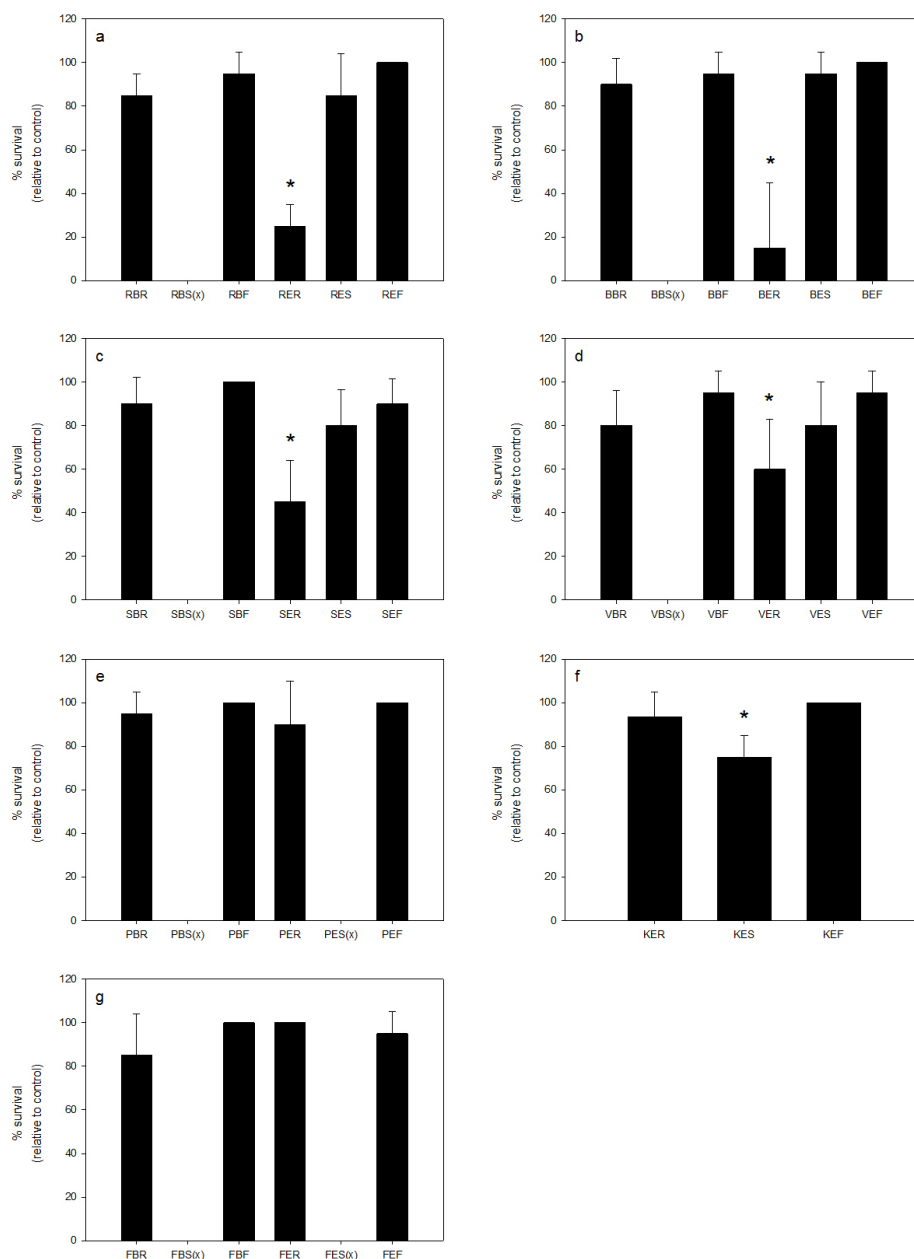 a
120
100
80
60
40
20
0
% survival
(relative to control)
*
RBR RBS(x) RBF RER RES REF
b
120
100
80
60
40
20
0
% survival
(relative to control)
*
BBR BBS(x) BBF BER BES BEF
c
120
100
80
60
40
20
0
% survival
(relative to control)
*
SBR SBS(x) SBF SER SES SEF
d
120
100
80
60
40
20
0
% survival
(relative to control)
*
VBR VBS(x) VBF VER VES VEF
e
120
100
80
60
40
20
0
% survival
(relative to control)
PBR PBS(x) PBF PER PES(x) PEF
f
120
100
80
60
40
20
0
% survival
(relative to control)
*
KER KES KEF
g
120
100
80
60
40
20
0
% survival
(relative to control)
FBR FBS(x) FBF FER FES(x) FEF